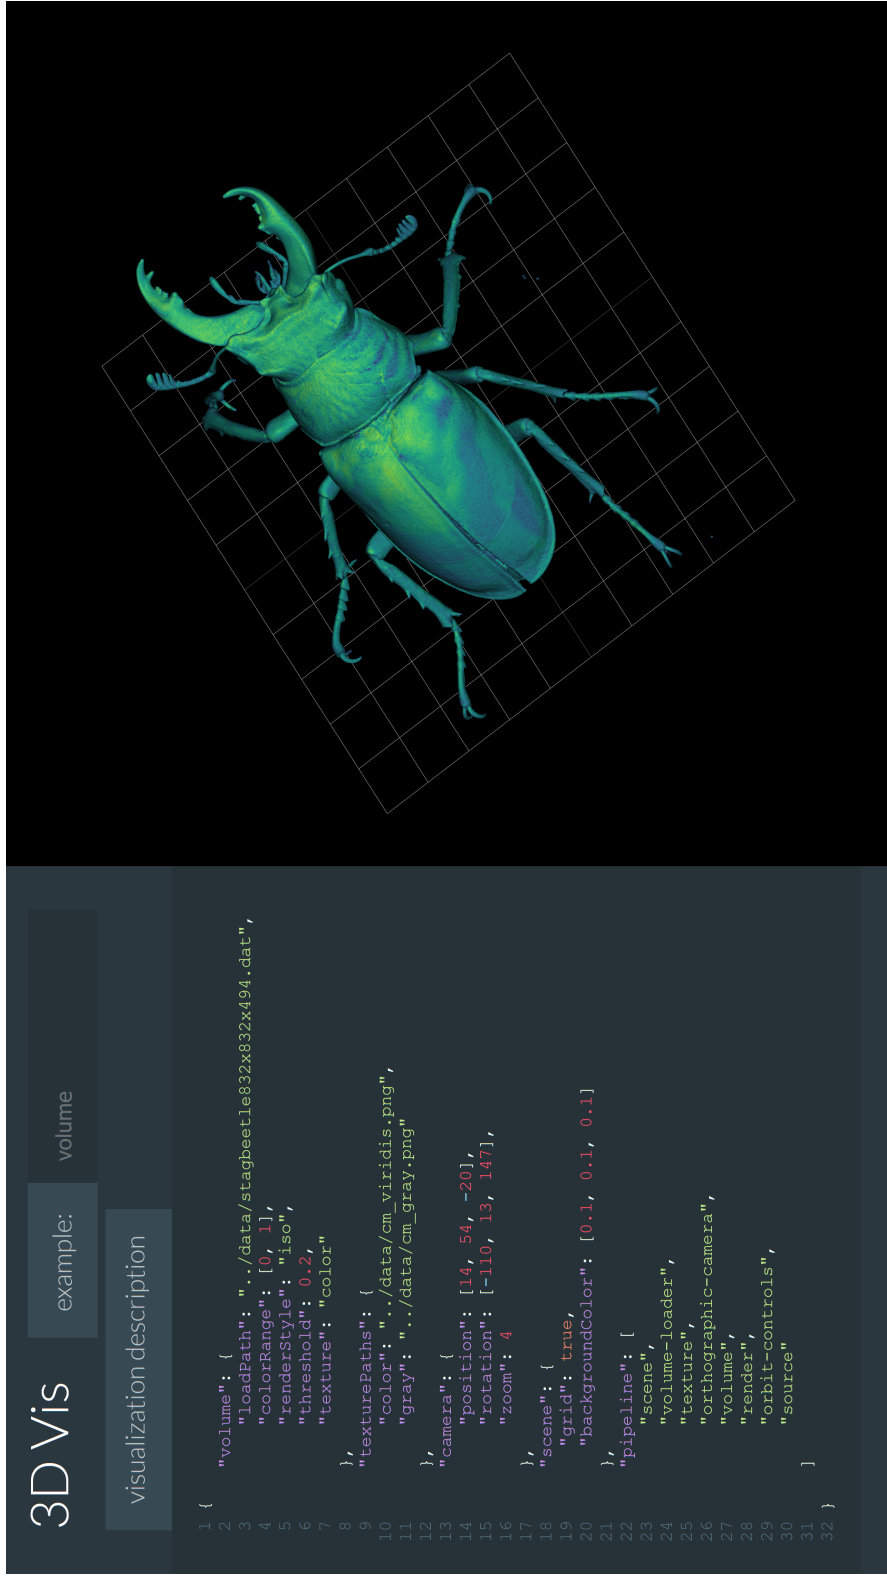 3D Vis
example:
volume
visualization description
1 {
2 "volume": {
3 "loadPath": "../data/stagbeetle832x832x494.dat",
4 "colorRange": [0, 1],
5 "renderStyle": "iso",
6 "threshold": 0.2,
7 "texture": "color"
8 },
9 "texturePaths": {
10 "color": "../data/cm_viridis.png",
11 "gray": "../data/cm_gray.png"
12 },
13 "camera": {
14 "position": [14, 54, -20],
15 "rotation": [-110, 13, 147],
16 "zoom": 4
17 },
18 "scene": {
19 "grid": true,
20 "backgroundColor": [0.1, 0.1, 0.1]
21 },
22 "pipeline": [
23 "scene",
24 "volume-loader",
25 "texture",
26 "orthographic-camera",
27 "volume",
28 "render",
29 "orbit-controls",
30 "source"
31 ]
32 }